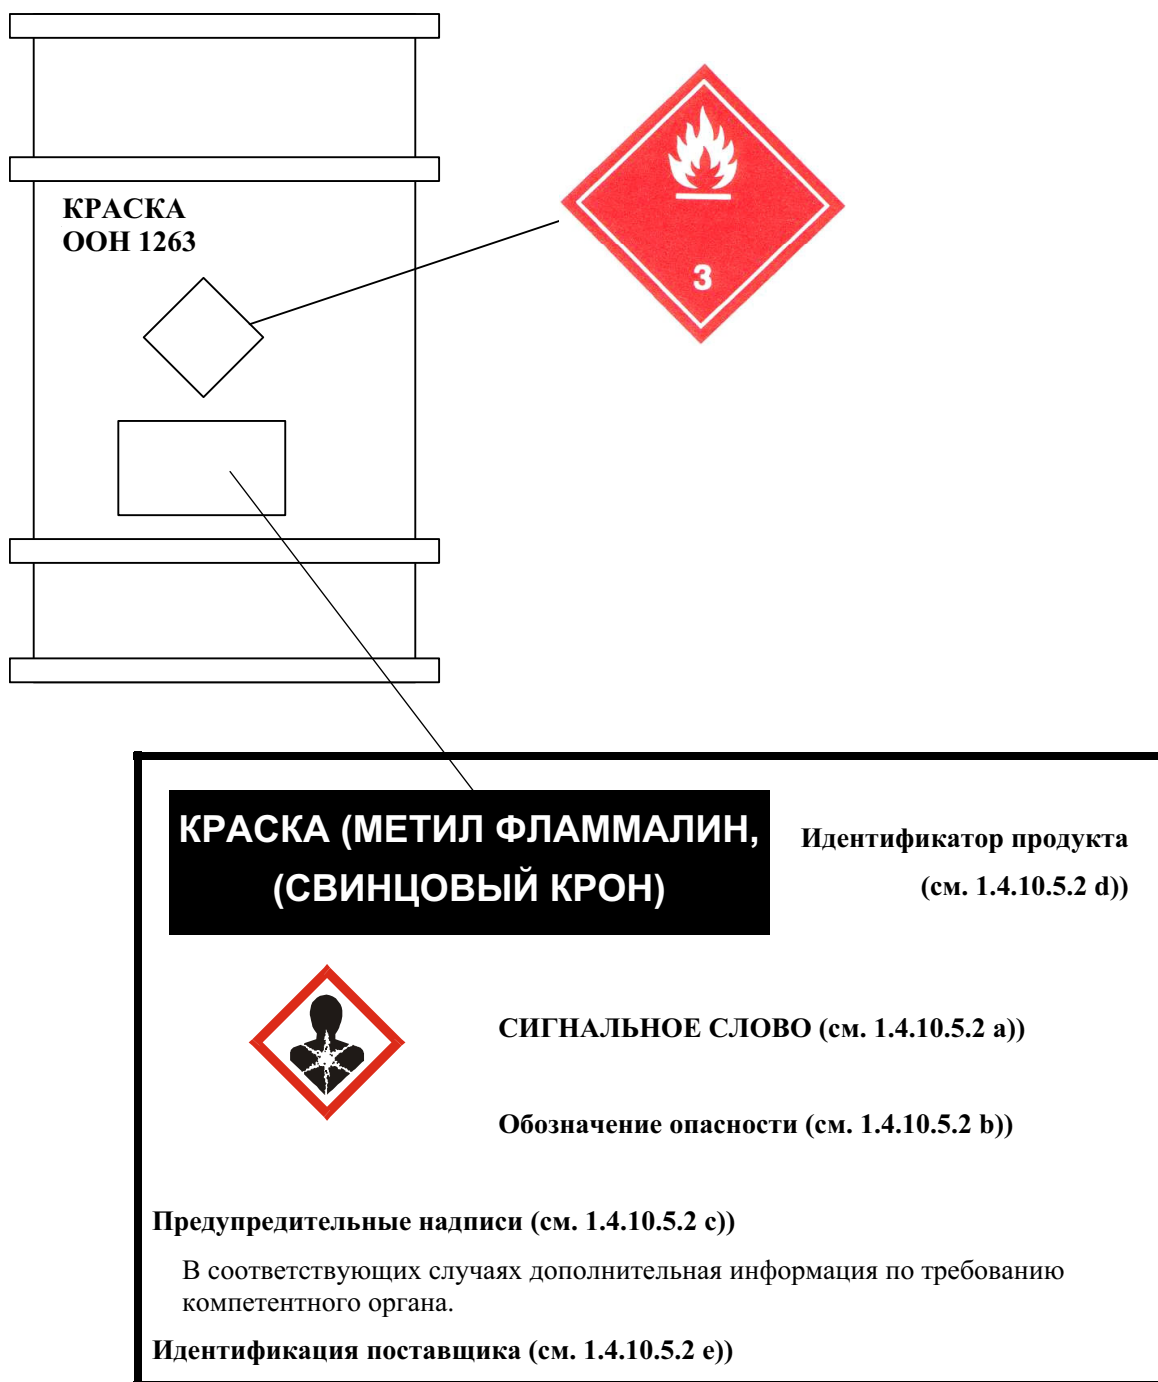 КРАСКА
ООН 1263
3
КРАСКА (МЕТИЛ ФЛАММАЛИН,
(СВИНЦОВЫЙ КРОН)
Идентификатор продукта
(см. 1.4.10.5.2 d))
СИГНАЛЬНОЕ СЛОВО (см. 1.4.10.5.2 a))
Обозначение опасности (см. 1.4.10.5.2 b))
Предупредительные надписи (см. 1.4.10.5.2 c))
В соответствующих случаях дополнительная информация по требованию
компетентного органа.
Идентификация поставщика (см. 1.4.10.5.2 e))